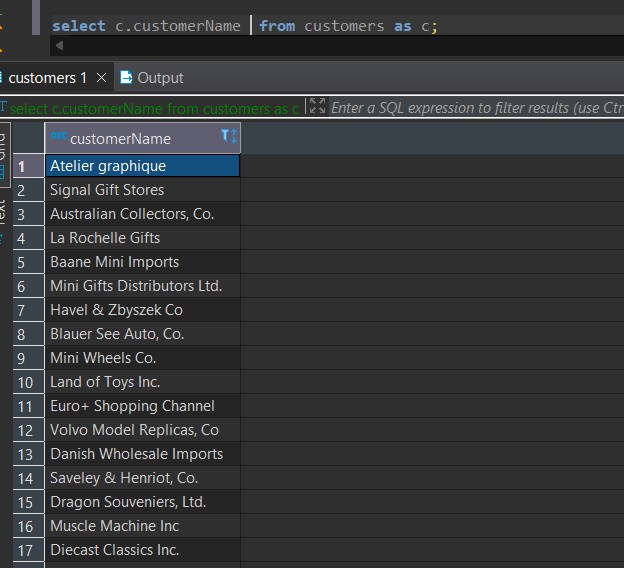 select c.customerName from customers as c;
customers 1 Output
select c.customerName from customers as c Enter a SQL expression to filter results (use Ctr
Grid
Text
customerName
1 Atelier graphique
2 Signal Gift Stores
3 Australian Collectors, Co.
4 La Rochelle Gifts
5 Baane Mini Imports
6 Mini Gifts Distributors Ltd.
7 Havel & Zbyszek Co
8 Blauer See Auto, Co.
9 Mini Wheels Co.
10 Land of Toys Inc.
11 Euro+ Shopping Channel
12 Volvo Model Replicas, Co
13 Danish Wholesale Imports
14 Saveley & Henriot, Co.
15 Dragon Souveniers, Ltd.
16 Muscle Machine Inc
17 Diecast Classics Inc.